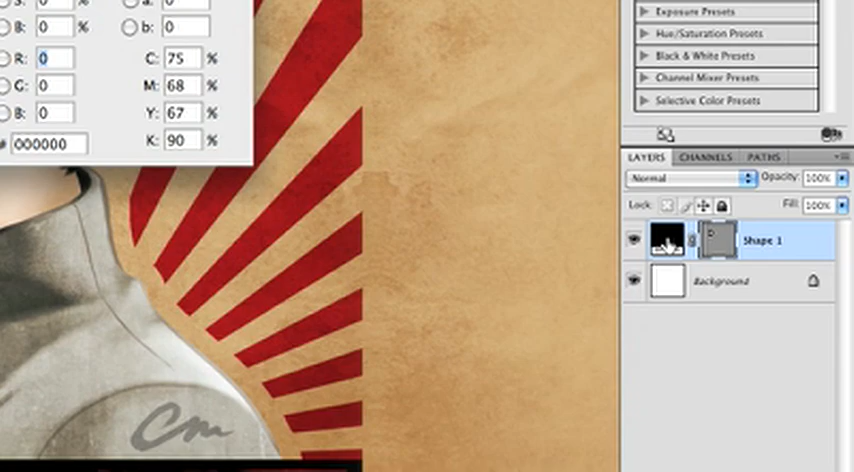 S: 0 % a: 0
B: 0 % b: 0
R: 0 C: 75 %
G: 0 M: 68 %
B: 0 Y: 67 %
000000 K: 90 %
Exposure Presets
Hue/Saturation Presets
Black & White Presets
Channel Mixer Presets
Selective Color Presets
LAYERS CHANNELS PATHS
Normal Opacity: 100%
Lock: Fill: 100%
Shape 1
Background
cm